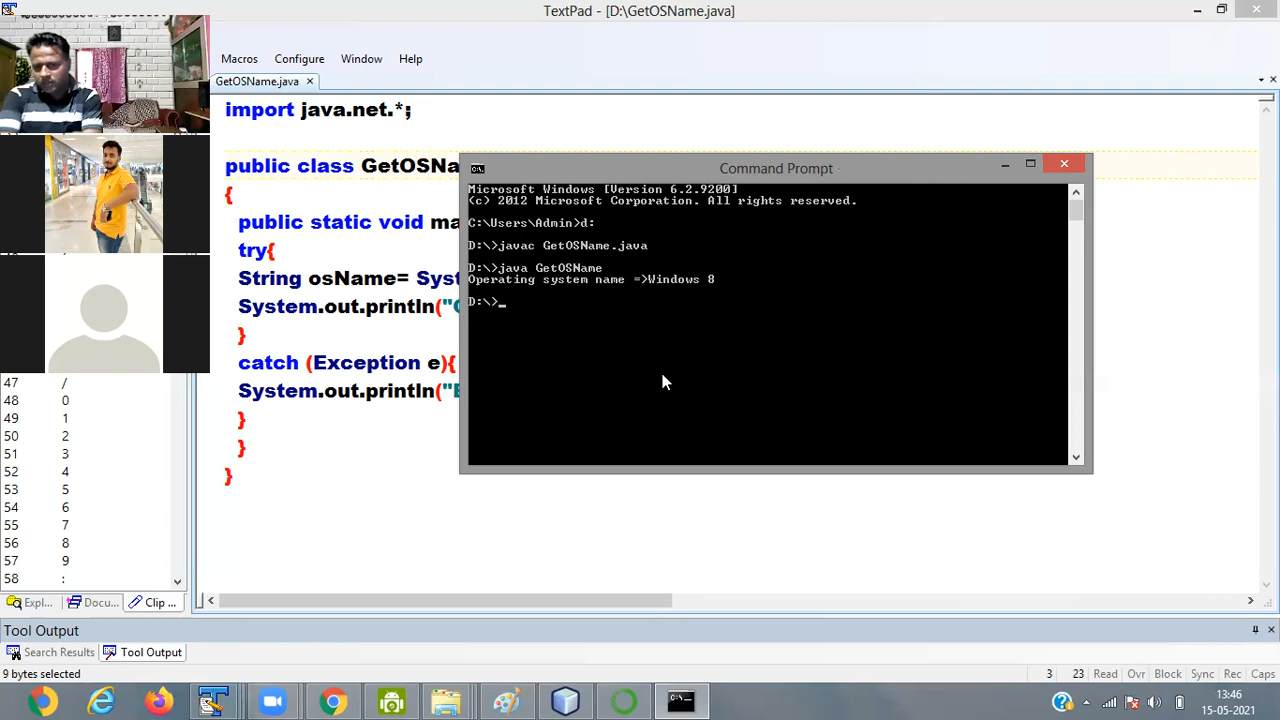 TextPad - [D:\GetOSName.java]
Macros Configure Window Help
GetOSName.java
import java.net.*;
public class GetOSNa
{
public static void ma
try{
String osName= Syst
System.out.println("
}
catch (Exception e){
System.out.println("
}
}
}
Command Prompt
Microsoft Windows [Version 6.2.9200]
(c) 2012 Microsoft Corporation. All rights reserved.
C:\Users\Admin>d:
D:\>javac GetOSName.java
D:\>java GetOSName
Operating system name =>Windows 8
D:\>_
47 /
48 0
49 1
50 2
51 3
52 4
53 5
54 6
55 7
56 8
57 9
58 :
Expl... Docu... Clip ...
Tool Output
Search Results Tool Output
9 bytes selected
3 23 Read Ovr Block Sync Rec Caps
13:46
15-05-2021